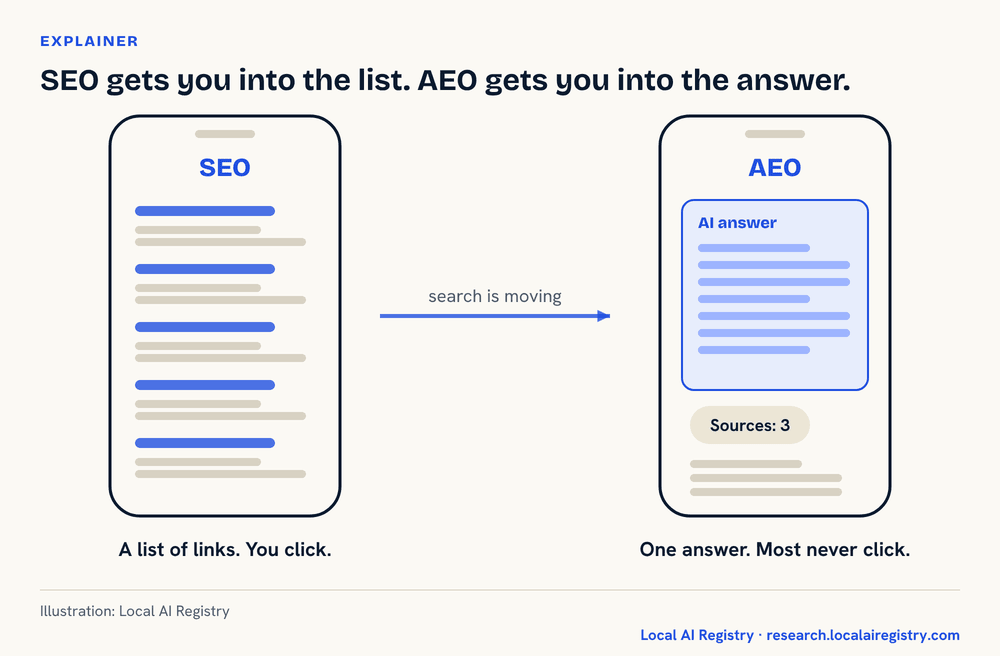 EXPLAINER
SEO gets you into the list. AEO gets you into the answer.
SEO
AEO
AI answer
search is moving
Sources: 3
A list of links. You click.
One answer. Most never click.
Illustration: Local AI Registry
Local AI Registry · research.localairegistry.com